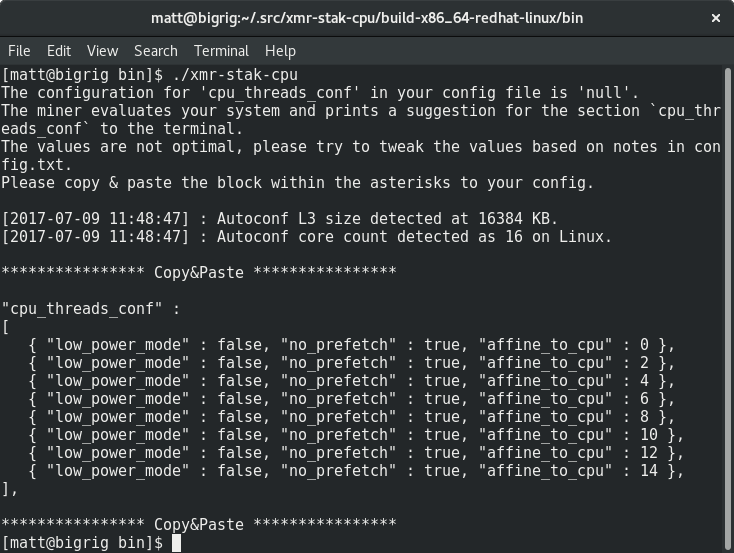 matt@bigrig:~/.src/xmr-stak-cpu/build-x86_64-redhat-linux/bin
File Edit View Search Terminal Help
[matt@bigrig bin]$ ./xmr-stak-cpu
The configuration for 'cpu_threads_conf' in your config file is 'null'.
The miner evaluates your system and prints a suggestion for the section `cpu_thr
eads_conf` to the terminal.
The values are not optimal, please try to tweak the values based on notes in con
fig.txt.
Please copy & paste the block within the asterisks to your config.
[2017-07-09 11:48:47] : Autoconf L3 size detected at 16384 KB.
[2017-07-09 11:48:47] : Autoconf core count detected as 16 on Linux.
**************** Copy&Paste ****************
"cpu_threads_conf" :
[
   { "low_power_mode" : false, "no_prefetch" : true, "affine_to_cpu" : 0 },
   { "low_power_mode" : false, "no_prefetch" : true, "affine_to_cpu" : 2 },
   { "low_power_mode" : false, "no_prefetch" : true, "affine_to_cpu" : 4 },
   { "low_power_mode" : false, "no_prefetch" : true, "affine_to_cpu" : 6 },
   { "low_power_mode" : false, "no_prefetch" : true, "affine_to_cpu" : 8 },
   { "low_power_mode" : false, "no_prefetch" : true, "affine_to_cpu" : 10 },
   { "low_power_mode" : false, "no_prefetch" : true, "affine_to_cpu" : 12 },
   { "low_power_mode" : false, "no_prefetch" : true, "affine_to_cpu" : 14 },
],
**************** Copy&Paste ****************
[matt@bigrig bin]$